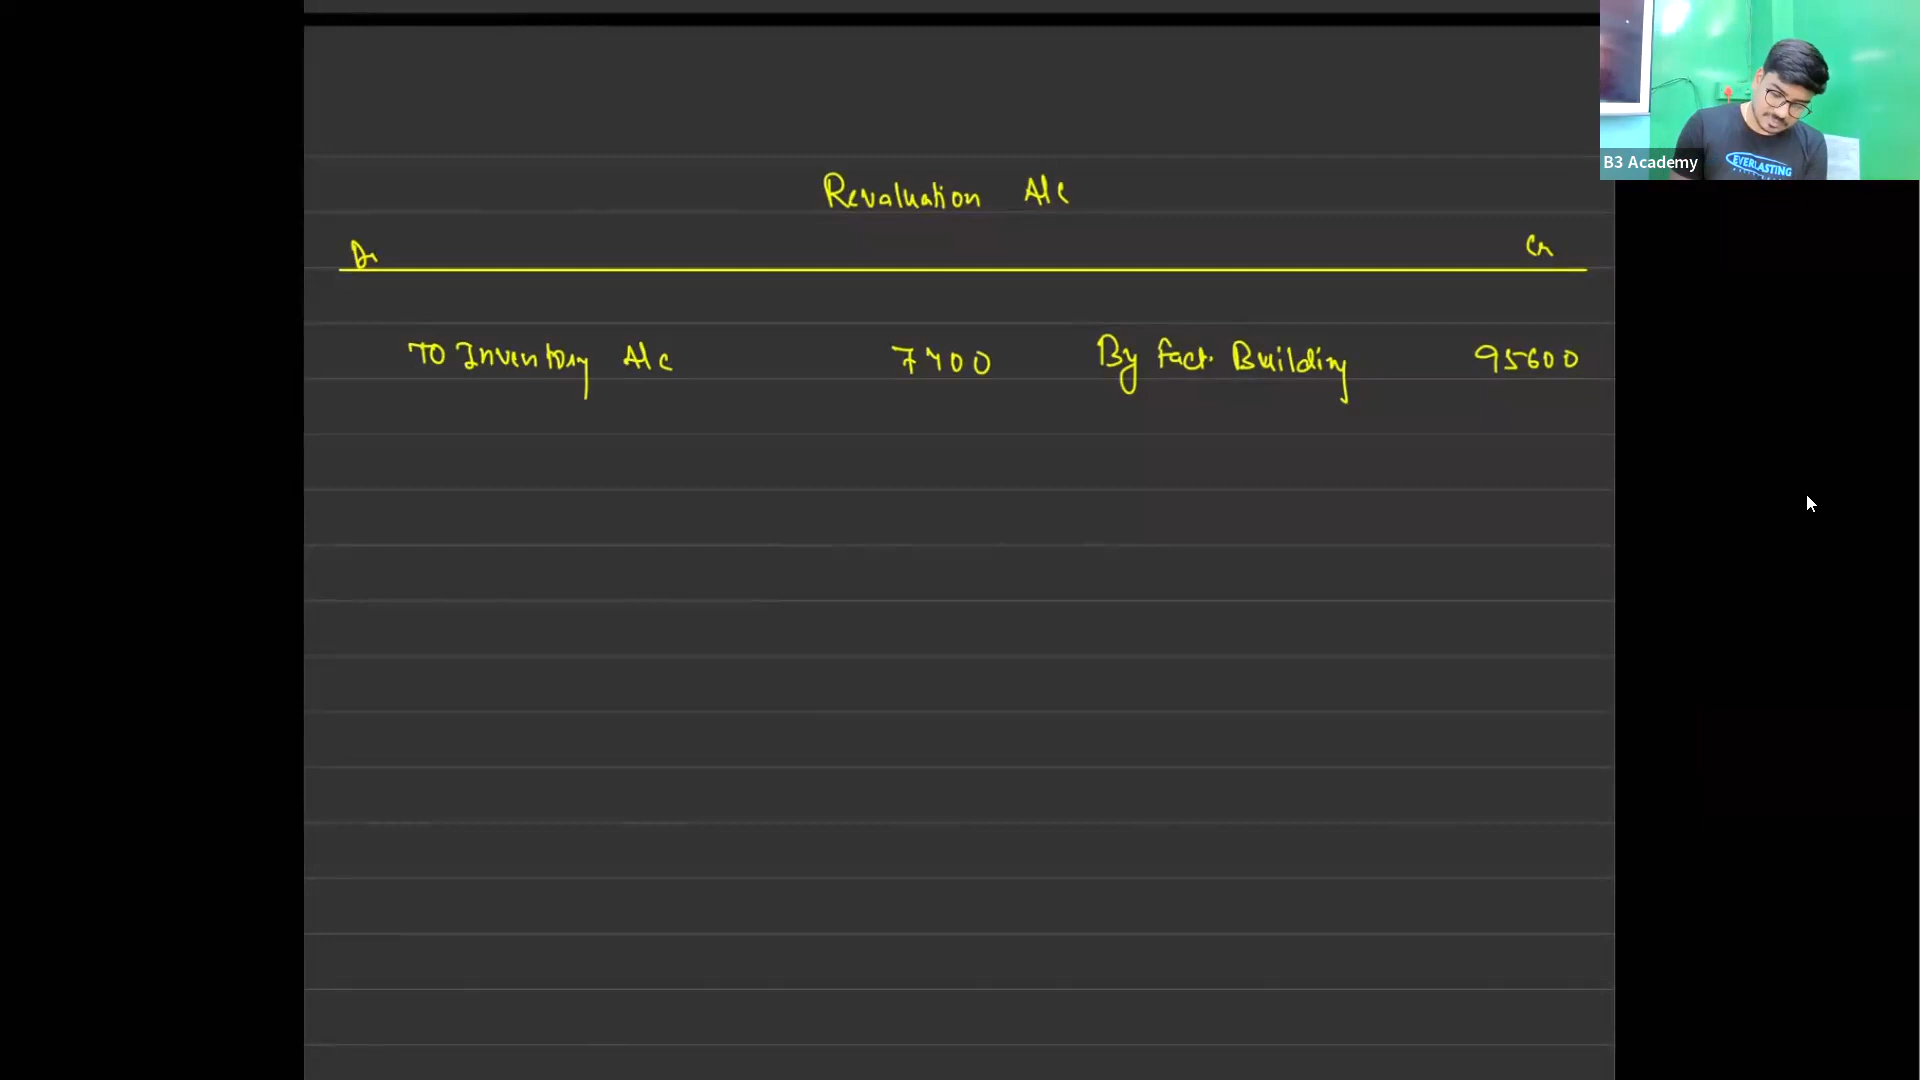 B3 Academy
EVERLASTING
Revaluation A/c
Dr Cr
To Inventory A/c 7400 By fact. Building 95600